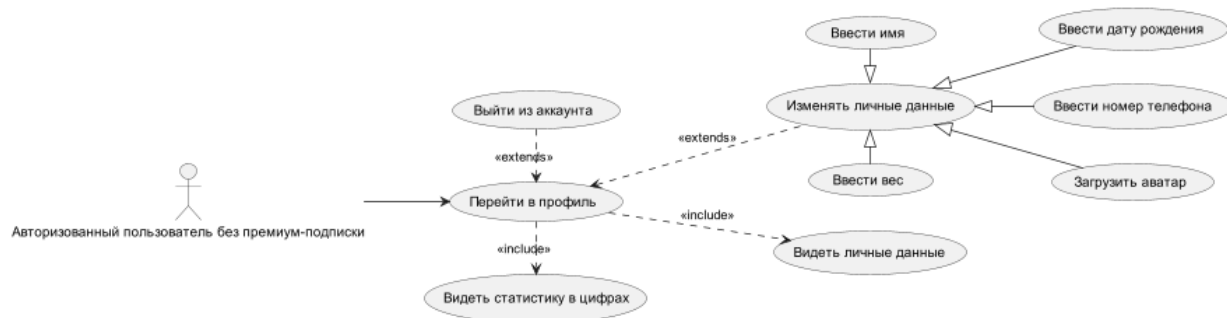 Ввести имя
Ввести дату рождения
Изменять личные данные
Ввести номер телефона
Выйти из аккаунта
«extends»
«extends»
Ввести вес
Загрузить аватар
Перейти в профиль
Авторизованный пользователь без премиум-подписки
«include»
«include»
Видеть личные данные
Видеть статистику в цифрах